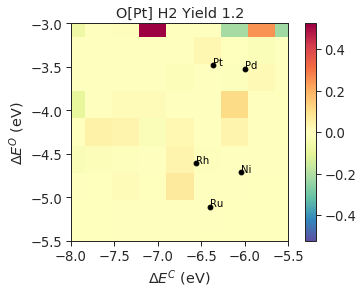 O[Pt] H2 Yield 1.2
−3.0
−3.5
−4.0
−4.5
−5.0
−5.5
ΔE^O (eV)
Pt
Pd
Rh
Ni
Ru
−8.0 −7.5 −7.0 −6.5 −6.0 −5.5
ΔE^C (eV)
0.4
0.2
0.0
−0.2
−0.4